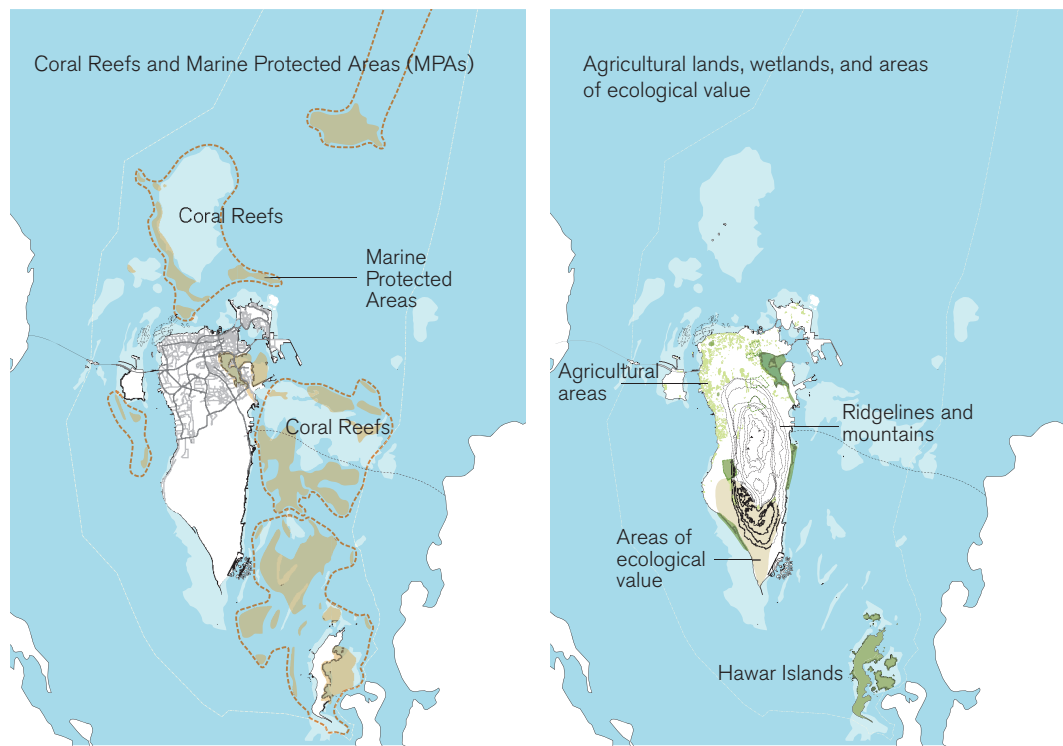 Coral Reefs and Marine Protected Areas (MPAs)
Coral Reefs
Marine
Protected
Areas
Coral Reefs
Agricultural lands, wetlands, and areas
of ecological value
Agricultural
areas
Ridgelines and
mountains
Areas of
ecological
value
Hawar Islands